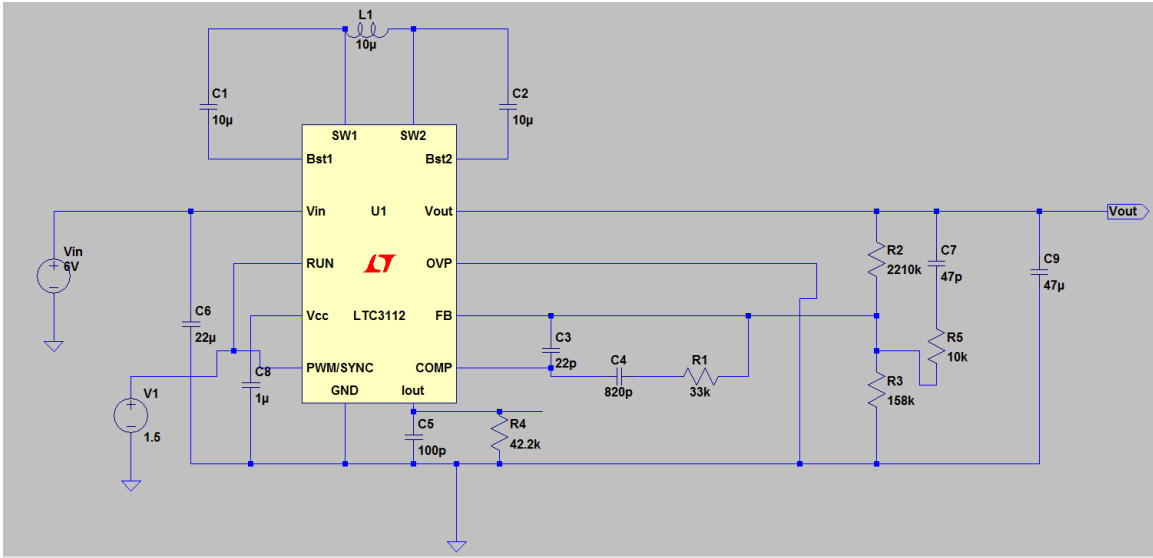 L1
10µ
C1
10µ
C2
10µ
SW1 SW2
Bst1 Bst2
Vin U1 Vout
Vout
RUN OVP
Vcc LTC3112 FB
PWM/SYNC COMP
GND Iout
Vin
6V
+
−
C6
22µ
C8
1µ
V1
+
−
1.5
C5
100p
R4
42.2k
C3
22p
C4
820p
R1
33k
R2
2210k
C7
47p
C9
47µ
R5
10k
R3
158k